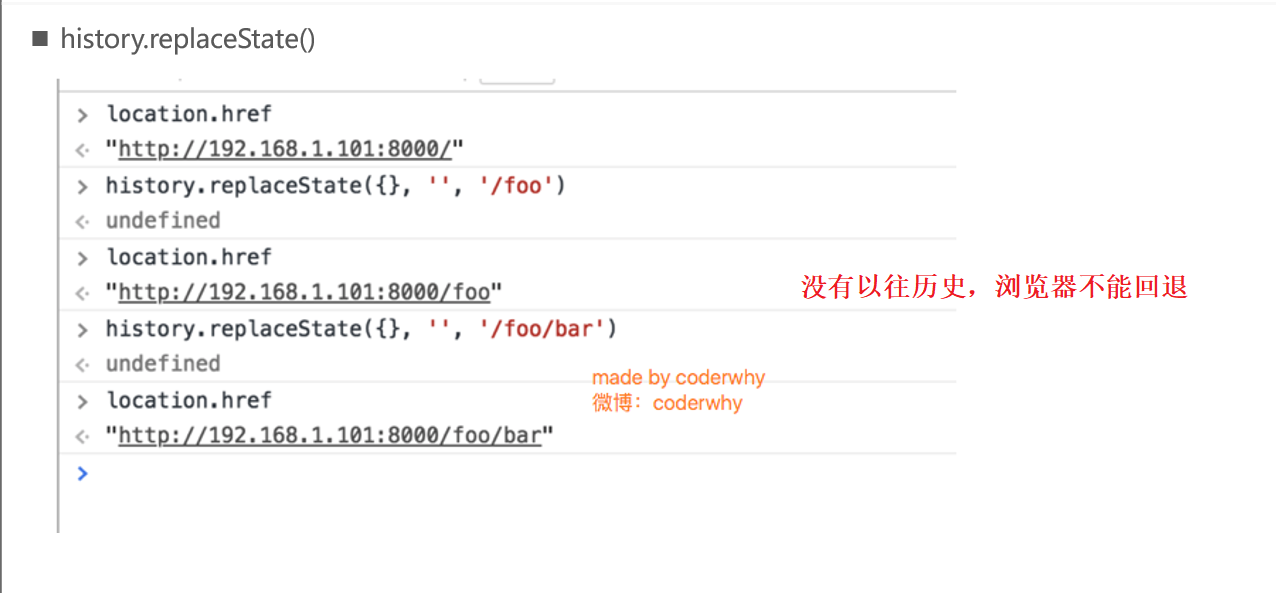 ■ history.replaceState()
> location.href
<· "http://192.168.1.101:8000/"
> history.replaceState({}, '', '/foo')
<· undefined
> location.href
<· "http://192.168.1.101:8000/foo"
没有以往历史，浏览器不能回退
> history.replaceState({}, '', '/foo/bar')
<· undefined
made by coderwhy
> location.href
微博：coderwhy
<· "http://192.168.1.101:8000/foo/bar"
>